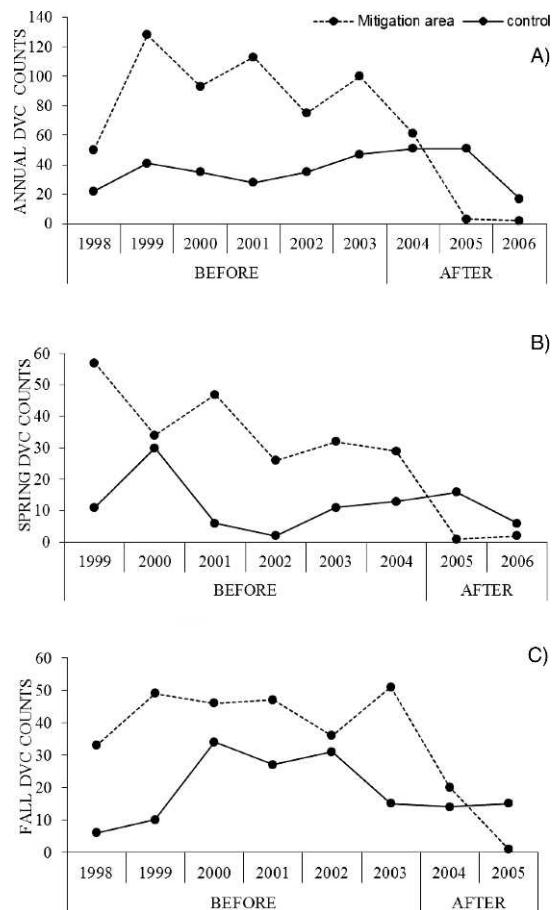 Mitigation area control
A)
ANNUAL DVC COUNTS
140
120
100
80
60
40
20
0
1998 1999 2000 2001 2002 2003 2004 2005 2006
BEFORE AFTER
B)
SPRING DVC COUNTS
60
50
40
30
20
10
0
1999 2000 2001 2002 2003 2004 2005 2006
BEFORE AFTER
C)
FALL DVC COUNTS
60
50
40
30
20
10
0
1998 1999 2000 2001 2002 2003 2004 2005
BEFORE AFTER